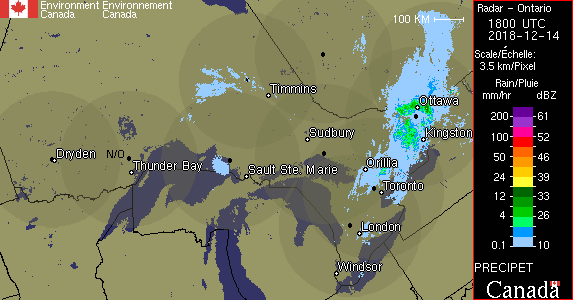 Environment Environnement
Canada Canada
100 KM
Timmins
Ottawa
Sudbury
Kingston
Dryden
N/O
Thunder Bay
Sault Ste. Marie
Orillia
Toronto
London
Windsor
Radar - Ontario
1800 UTC
2018-12-14
Scale/Échelle:
3.5 km/Pixel
Rain/Pluie
mm/hr dBZ
200 61
100 52
50 46
24 39
12 33
4 26
0.1 10
PRECIPET
Canada